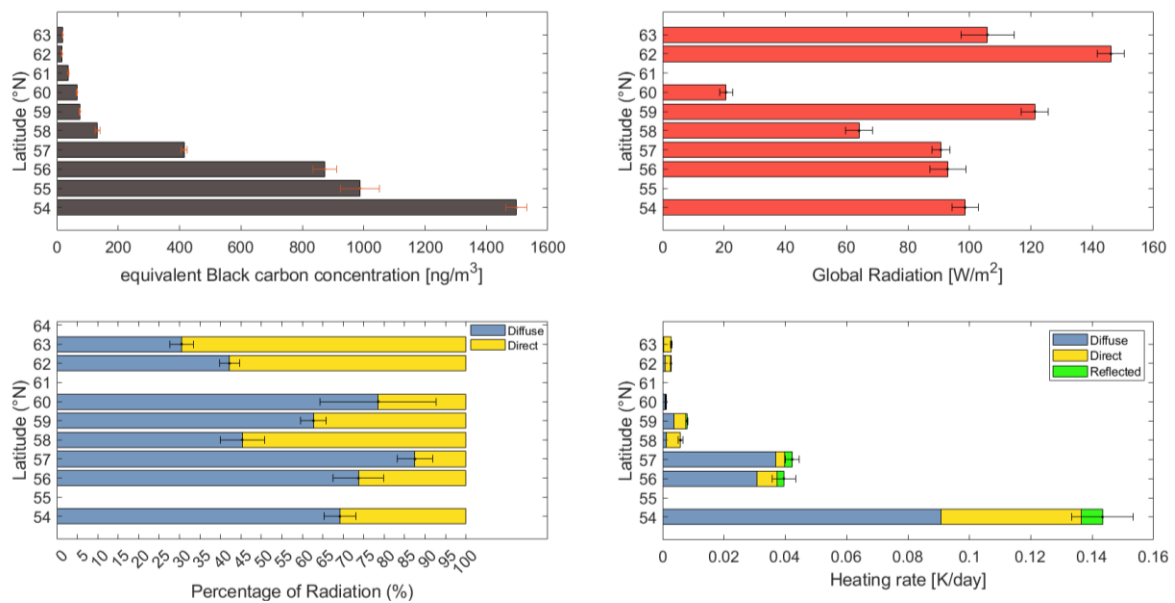 Latitude (°N)
63
62
61
60
59
58
57
56
55
54
0 200 400 600 800 1000 1200 1400 1600
equivalent Black carbon concentration [ng/m³]
Latitude (°N)
63
62
61
60
59
58
57
56
55
54
0 20 40 60 80 100 120 140 160
Global Radiation [W/m²]
Latitude (°N)
64
63
62
61
60
59
58
57
56
55
54
Diffuse
Direct
0 5 10 15 20 25 30 35 40 45 50 55 60 65 70 75 80 85 90 95 100
Percentage of Radiation (%)
Latitude (°N)
63
62
61
60
59
58
57
56
55
54
Diffuse
Direct
Reflected
0 0.02 0.04 0.06 0.08 0.1 0.12 0.14 0.16
Heating rate [K/day]